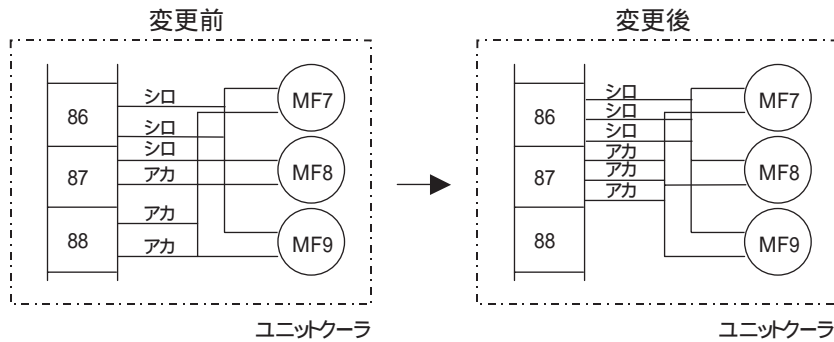 変更前
変更後
86
87
88
シロ
シロ
シロ
アカ
アカ
アカ
MF7
MF8
MF9
ユニットクーラ
86
87
88
シロ
シロ
シロ
アカ
アカ
アカ
MF7
MF8
MF9
ユニットクーラ